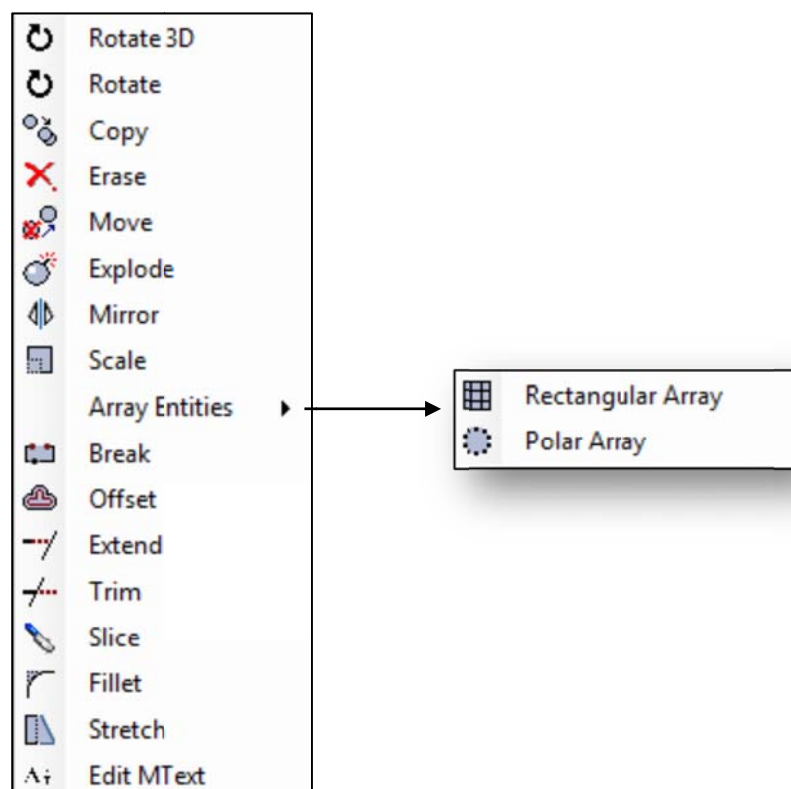 Rotate 3D
Rotate
Copy
Erase
Move
Explode
Mirror
Scale
Array Entities
Rectangular Array
Polar Array
Break
Offset
Extend
Trim
Slice
Fillet
Stretch
Edit MText